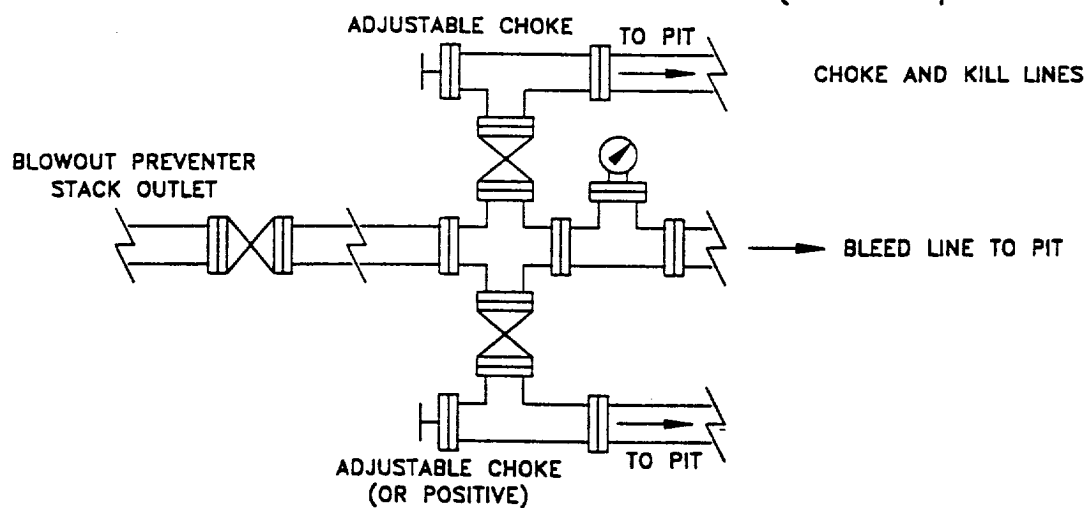 ADJUSTABLE CHOKE
TO PIT
CHOKE AND KILL LINES
BLOWOUT PREVENTER
STACK OUTLET
BLEED LINE TO PIT
ADJUSTABLE CHOKE
(OR POSITIVE)
TO PIT